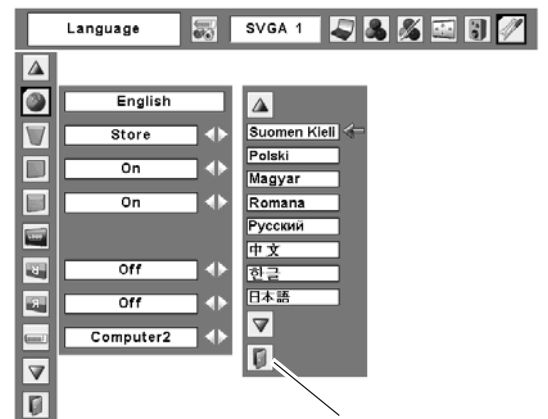 Language
SVGA 1
English
Store
On
On
Off
Off
Computer2
Suomen Kieli
Polski
Magyar
Romana
Русский
中文
한글
日本語